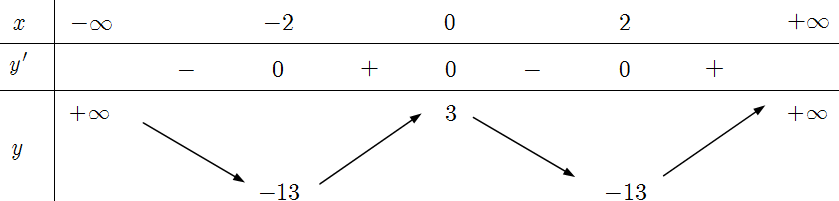 x −∞ −2 0 2 +∞
y′ − 0 + 0 − 0 +
+∞ 3 +∞
y
−13 −13